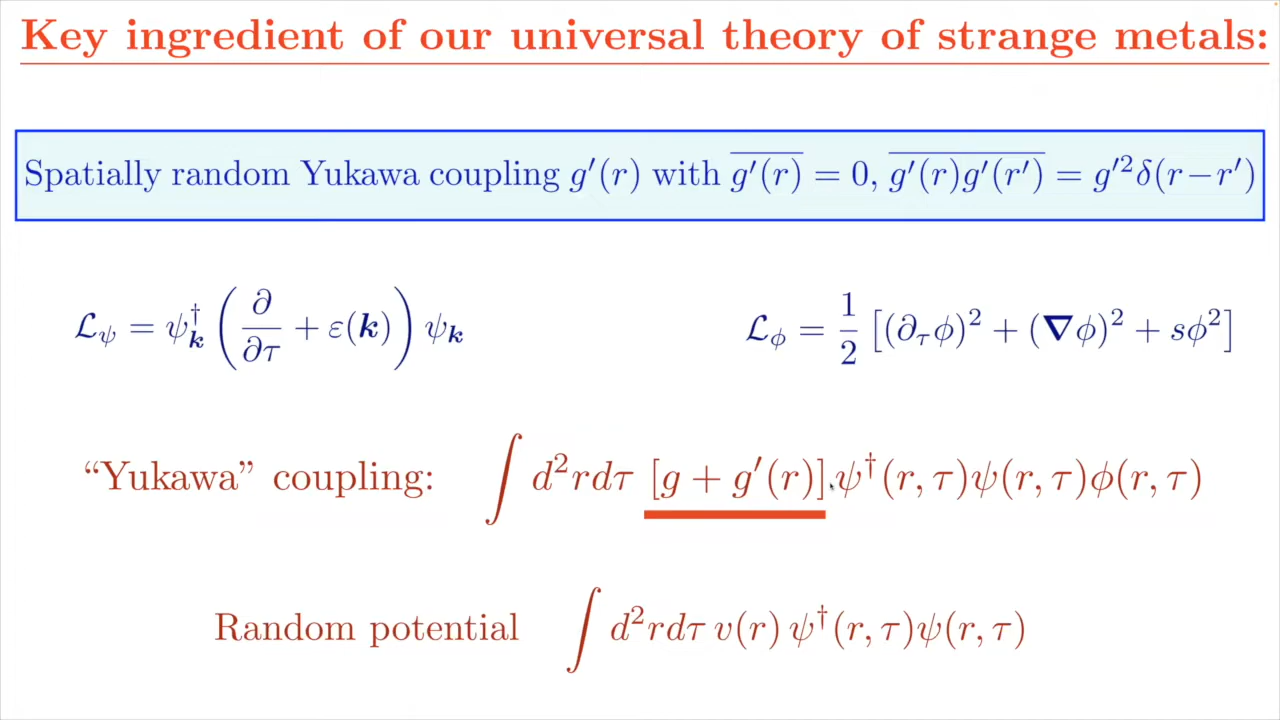 Key ingredient of our universal theory of strange metals:
Spatially random Yukawa coupling $g'(r)$ with $\overline{g'(r)} = 0$, $\overline{g'(r)g'(r')} = g'^2\delta(r-r')$
$\mathcal{L}_\psi = \psi_{\boldsymbol{k}}^\dagger \left( \frac{\partial}{\partial\tau} + \varepsilon(\boldsymbol{k}) \right) \psi_{\boldsymbol{k}}$ $\mathcal{L}_\phi = \frac{1}{2} \left[ (\partial_\tau\phi)^2 + (\boldsymbol{\nabla}\phi)^2 + s\phi^2 \right]$
“Yukawa” coupling: $\int d^2r d\tau \, [g + g'(r)] \, \psi^\dagger(r,\tau)\psi(r,\tau)\phi(r,\tau)$
Random potential $\int d^2r d\tau \, v(r) \, \psi^\dagger(r,\tau)\psi(r,\tau)$